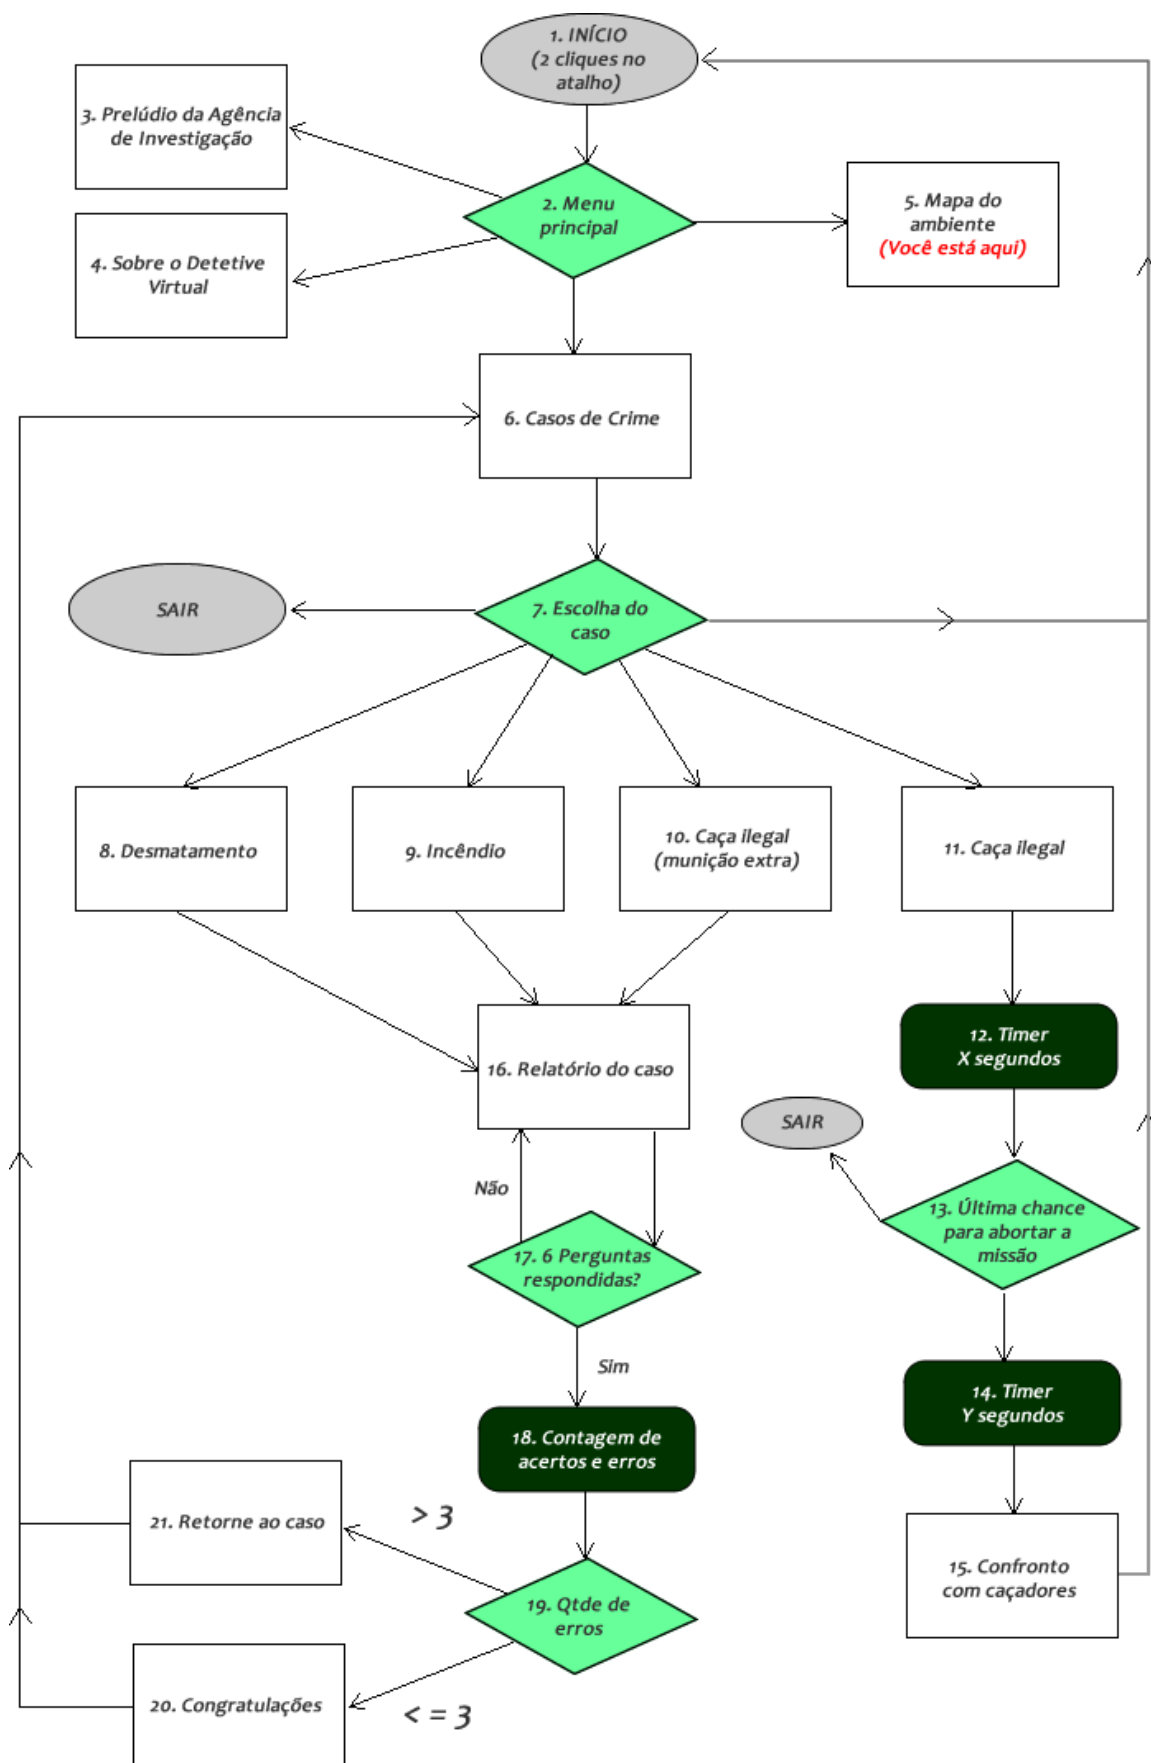 1. INÍCIO
(2 cliques no
atalho)
3. Prelúdio da Agência
de Investigação
2. Menu
principal
5. Mapa do
ambiente
(Você está aqui)
4. Sobre o Detetive
Virtual
6. Casos de Crime
SAIR
7. Escolha do
caso
8. Desmatamento
9. Incêndio
10. Caça ilegal
(munição extra)
11. Caça ilegal
12. Timer
X segundos
16. Relatório do caso
SAIR
Não
13. Última chance
para abortar a
missão
17. 6 Perguntas
respondidas?
Sim
14. Timer
Y segundos
18. Contagem de
acertos e erros
21. Retorne ao caso
> 3
15. Confronto
com caçadores
19. Qtde de
erros
20. Congratulações
< = 3